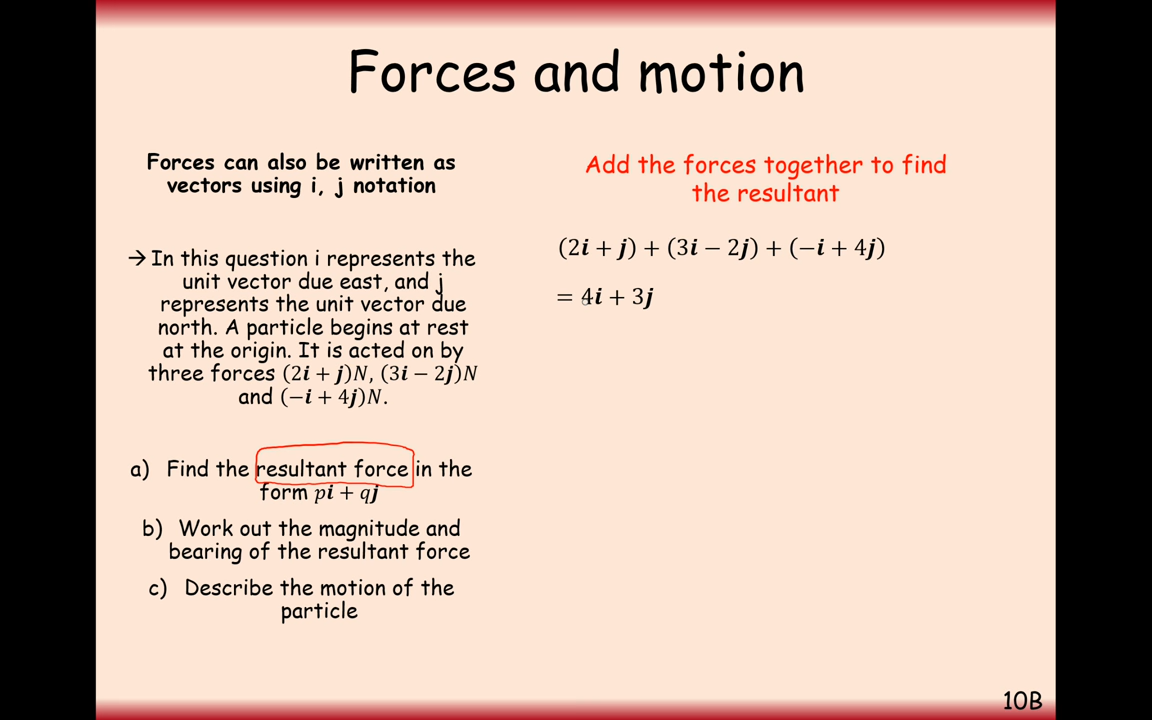 Forces and motion
Forces can also be written as
vectors using i, j notation
→ In this question i represents the
unit vector due east, and j
represents the unit vector due
north. A particle begins at rest
at the origin. It is acted on by
three forces (2𝒊 + 𝒋)𝑁, (3𝒊 − 2𝒋)𝑁
and (−𝒊 + 4𝒋)𝑁.
a) Find the resultant force in the
form 𝑝𝒊 + 𝑞𝒋
b) Work out the magnitude and
bearing of the resultant force
c) Describe the motion of the
particle
Add the forces together to find
the resultant
(2𝒊 + 𝒋) + (3𝒊 − 2𝒋) + (−𝒊 + 4𝒋)
= 4𝒊 + 3𝒋
10B